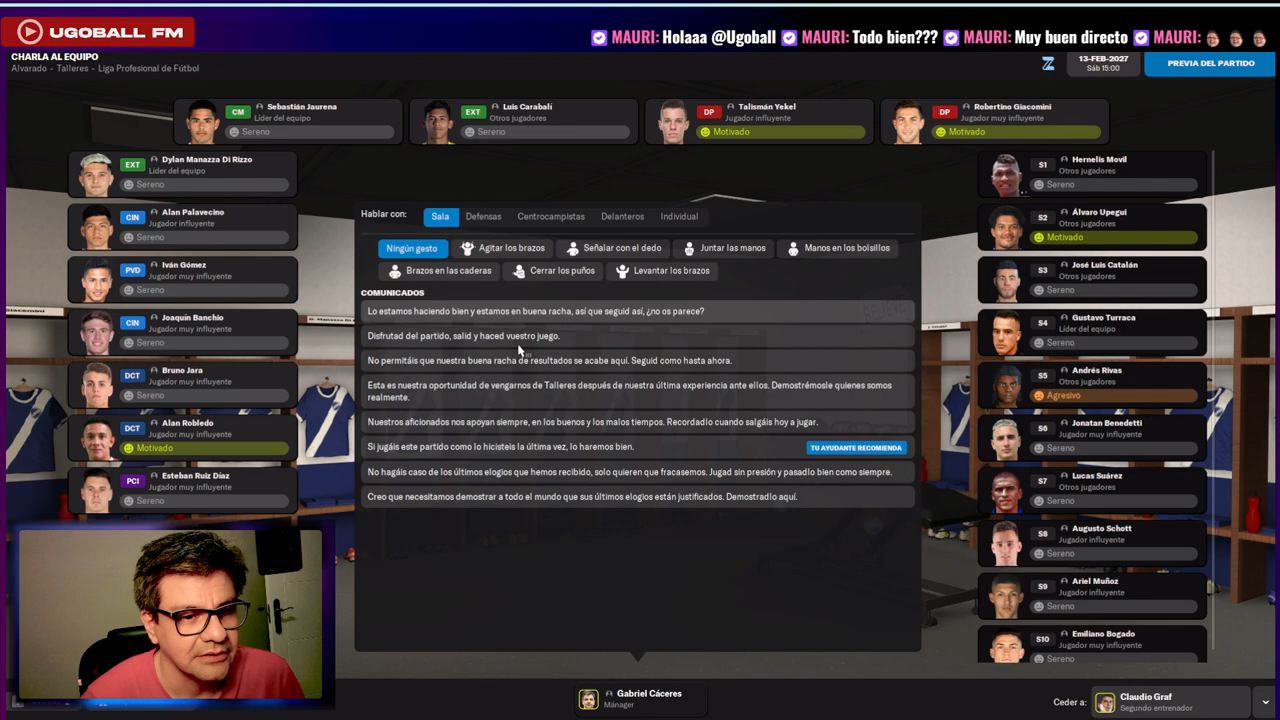 UGOBALL FM
MAURI: Holaaa @Ugoball MAURI: Todo bien??? MAURI: Muy buen directo MAURI:
CHARLA AL EQUIPO
Alvarado - Talleres - Liga Profesional de Fútbol
13-FEB-2027
Sáb 15:00
PREVIA DEL PARTIDO
CM Sebastián Jaurena
Líder del equipo
Sereno
EXT Luis Carabalí
Otros jugadores
Sereno
DP Talismán Yekel
Jugador influyente
Motivado
DP Robertino Giacomini
Jugador muy influyente
Motivado
EXT Dylan Manazza Di Rizzo
Líder del equipo
Sereno
CIN Alan Palavecino
Jugador influyente
Sereno
PVD Iván Gómez
Jugador muy influyente
Sereno
CIN Joaquín Banchio
Jugador muy influyente
Sereno
DCT Bruno Jara
Jugador muy influyente
Sereno
DCT Alan Robledo
Jugador muy influyente
Motivado
PCI Esteban Ruiz Díaz
Jugador muy influyente
Sereno
Hablar con: Sala Defensas Centrocampistas Delanteros Individual
Ningún gesto Agitar los brazos Señalar con el dedo Juntar las manos Manos en los bolsillos
Brazos en las caderas Cerrar los puños Levantar los brazos
COMUNICADOS
Lo estamos haciendo bien y estamos en buena racha, así que seguid así, ¿no os parece?
Disfrutad del partido, salid y haced vuestro juego.
No permitáis que nuestra buena racha de resultados se acabe aquí. Seguid como hasta ahora.
Esta es nuestra oportunidad de vengarnos de Talleres después de nuestra última experiencia ante ellos. Demostrémosle quienes somos
realmente.
Nuestros aficionados nos apoyan siempre, en los buenos y los malos tiempos. Recordadlo cuando salgáis hoy a jugar.
Si jugáis este partido como lo hicisteis la última vez, lo haremos bien. TU AYUDANTE RECOMIENDA
No hagáis caso de los últimos elogios que hemos recibido, solo quieren que fracasemos. Jugad sin presión y pasadlo bien como siempre.
Creo que necesitamos demostrar a todo el mundo que sus últimos elogios están justificados. Demostradlo aquí.
S1 Hernelis Movil
Otros jugadores
Sereno
S2 Álvaro Upegui
Otros jugadores
Motivado
S3 José Luis Catalán
Otros jugadores
Sereno
S4 Gustavo Turraca
Líder del equipo
Sereno
S5 Andrés Rivas
Otros jugadores
Agresivo
S6 Jonatan Benedetti
Otros jugadores
Sereno
S7 Lucas Suárez
Otros jugadores
Sereno
S8 Augusto Schott
Jugador influyente
Sereno
S9 Ariel Muñoz
Jugador influyente
Sereno
S10 Emiliano Bogado
Jugador muy influyente
Sereno
Gabriel Cáceres
Mánager
Ceder a: Claudio Graf
Segundo entrenador